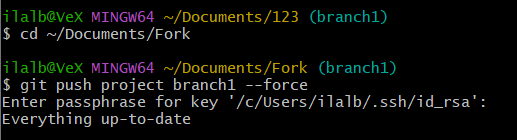 ilalb@VeX MINGW64 ~/Documents/123 (branch1)
$ cd ~/Documents/Fork
ilalb@VeX MINGW64 ~/Documents/Fork (branch1)
$ git push project branch1 --force
Enter passphrase for key '/c/Users/ilalb/.ssh/id_rsa':
Everything up-to-date